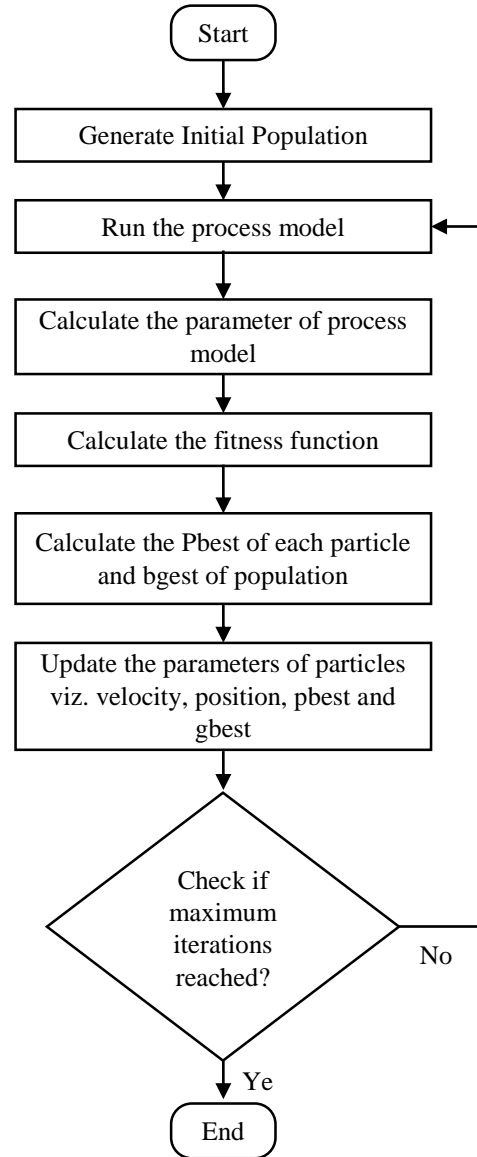 Start
Generate Initial Population
Run the process model
Calculate the parameter of process
model
Calculate the fitness function
Calculate the Pbest of each particle
and bgest of population
Update the parameters of particles
viz. velocity, position, pbest and
gbest
Check if
maximum
iterations
reached?
No
Ye
End